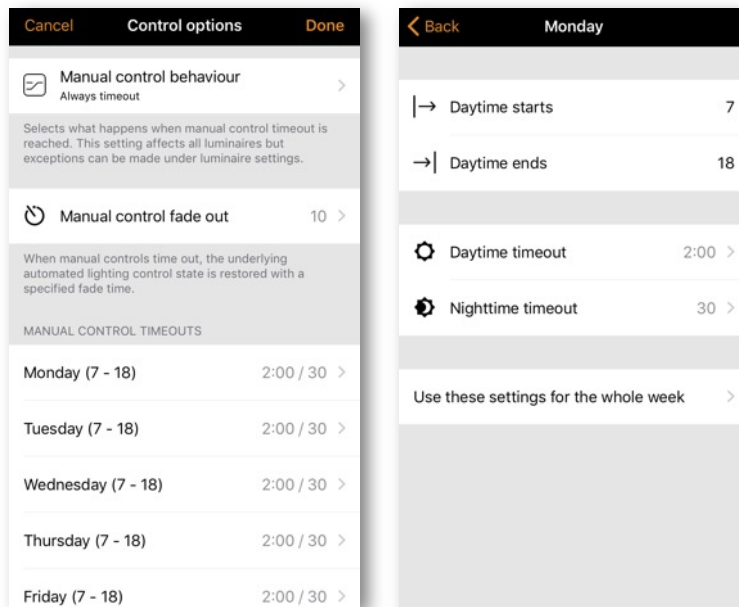 Cancel Control options Done
Manual control behaviour
Always timeout
Selects what happens when manual control timeout is
reached. This setting affects all luminaires but
exceptions can be made under luminaire settings.
Manual control fade out 10
When manual controls time out, the underlying
automated lighting control state is restored with a
specified fade time.
MANUAL CONTROL TIMEOUTS
Monday (7 - 18) 2:00 / 30
Tuesday (7 - 18) 2:00 / 30
Wednesday (7 - 18) 2:00 / 30
Thursday (7 - 18) 2:00 / 30
Friday (7 - 18) 2:00 / 30
Back Monday
Daytime starts 7
Daytime ends 18
Daytime timeout 2:00
Nighttime timeout 30
Use these settings for the whole week